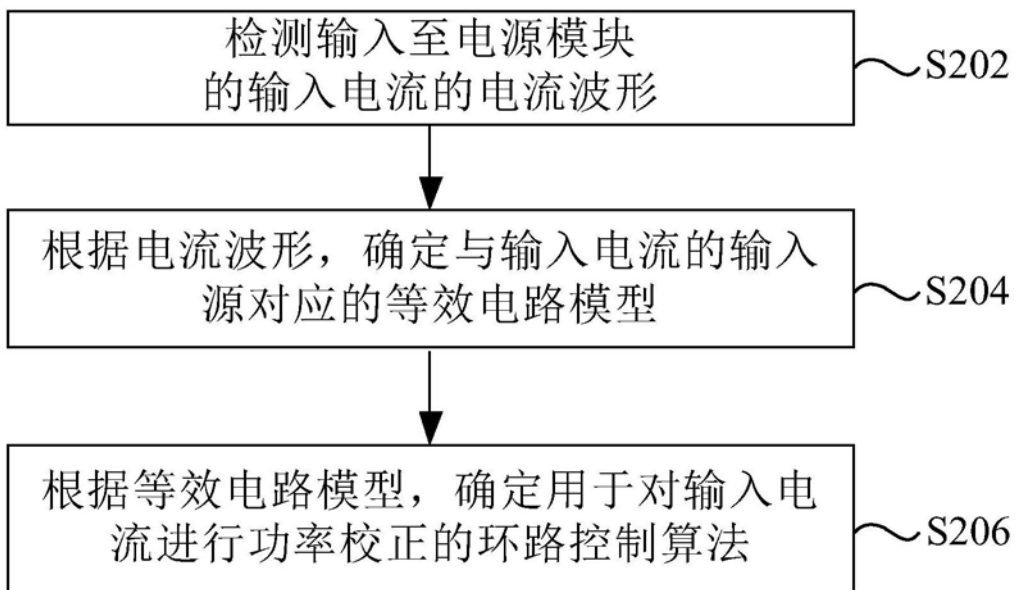 检测输入至电源模块
的输入电流的电流波形
S202
根据电流波形，确定与输入电流的输入
源对应的等效电路模型
S204
根据等效电路模型，确定用于对输入电
流进行功率校正的环路控制算法
S206